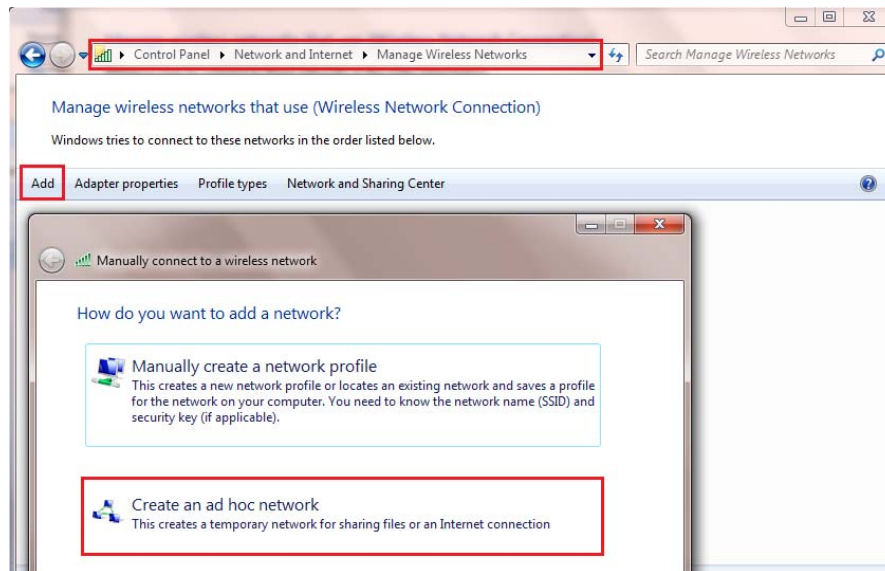 Control Panel ▸ Network and Internet ▸ Manage Wireless Networks
Search Manage Wireless Networks
Manage wireless networks that use (Wireless Network Connection)
Windows tries to connect to these networks in the order listed below.
Add Adapter properties Profile types Network and Sharing Center
Manually connect to a wireless network
How do you want to add a network?
Manually create a network profile
This creates a new network profile or locates an existing network and saves a profile
for the network on your computer. You need to know the network name (SSID) and
security key (if applicable).
Create an ad hoc network
This creates a temporary network for sharing files or an Internet connection